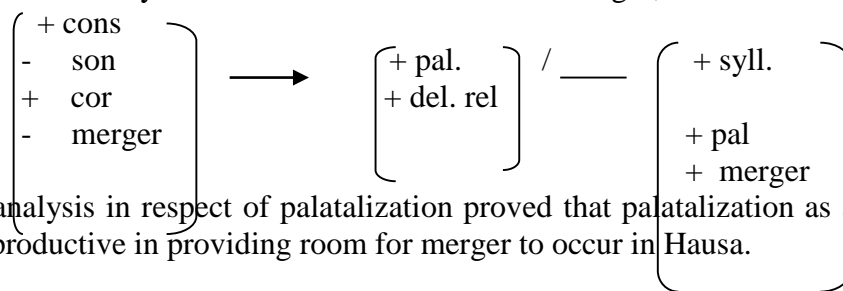 + cons
- son + pal. / + syll.
+ cor + del. rel
- merger + pal
+ merger
analysis in respect of palatalization proved that palatalization as
productive in providing room for merger to occur in Hausa.